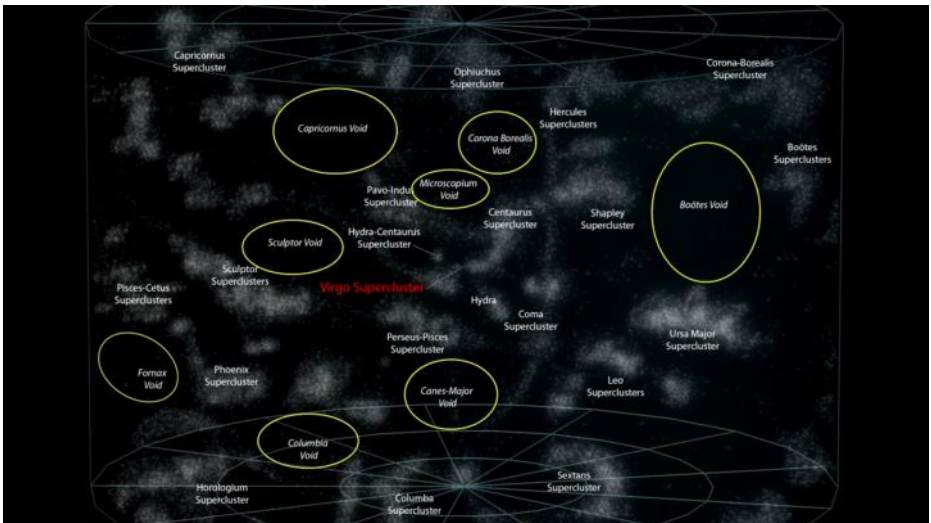 Capricornus
Supercluster
Ophiuchus
Supercluster
Corona-Borealis
Supercluster
Capricornus Void
Corona Borealis
Void
Hercules
Superclusters
Boötes
Superclusters
Pavo-Indus
Supercluster
Microscopium
Void
Centaurus
Supercluster
Shapley
Supercluster
Boötes Void
Hydra-Centaurus
Supercluster
Sculptor Void
Sculptor
Superclusters
Pisces-Cetus
Superclusters
Virgo Supercluster
Hydra
Coma
Supercluster
Perseus-Pisces
Supercluster
Ursa Major
Supercluster
Fornax
Void
Phoenix
Supercluster
Canes-Major
Void
Leo
Superclusters
Columbia
Void
Horologium
Supercluster
Columba
Supercluster
Sextans
Supercluster